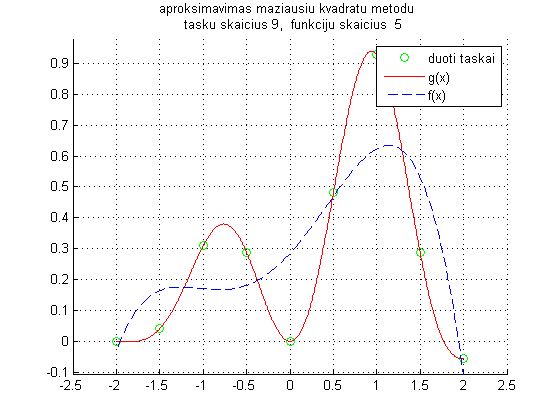 aproksimavimas maziausiu kvadratu metodu
tasku skaicius 9, funkciju skaicius 5
duoti taskai
g(x)
f(x)
0.9
0.8
0.7
0.6
0.5
0.4
0.3
0.2
0.1
0
-0.1
-2.5 -2 -1.5 -1 -0.5 0 0.5 1 1.5 2 2.5